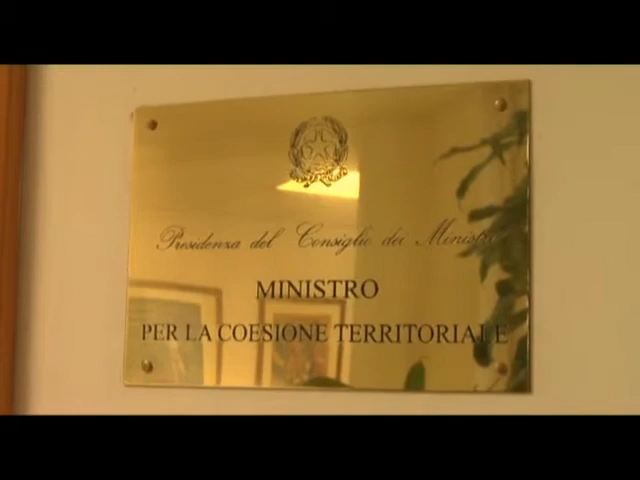 Presidenza del Consiglio dei Ministri
MINISTRO
PER LA COESIONE TERRITORIALE